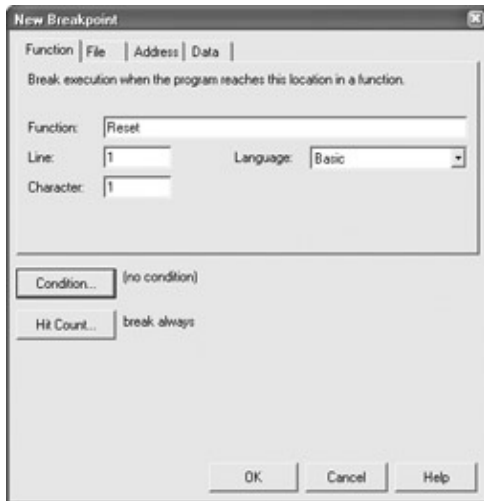 New Breakpoint
Function File Address Data
Break execution when the program reaches this location in a function.
Function: Reset
Line: 1 Language: Basic
Character: 1
Condition... (no condition)
Hit Count... break always
OK Cancel Help